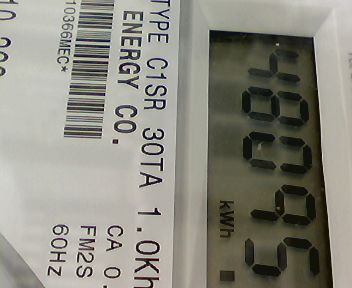 48095
kWh
TYPE C1SR 30TA 1.0Kh
ENERGY CO.
CA 0.
10366MEC*
FM2S
60Hz